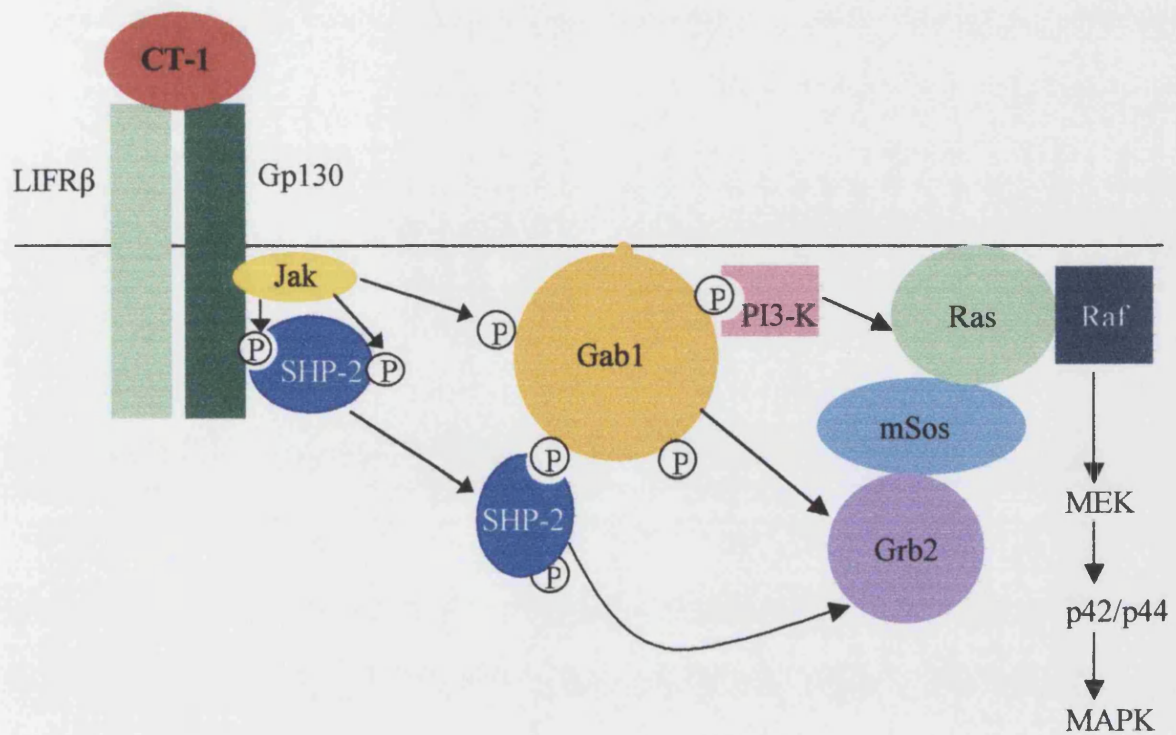 CT-1
LIFRβ
Gp130
Jak
P
P
SHP-2
P
P
PI3-K
Gab1
Ras
Raf
mSos
P
P
SHP-2
P
Grb2
MEK
p42/p44
MAPK